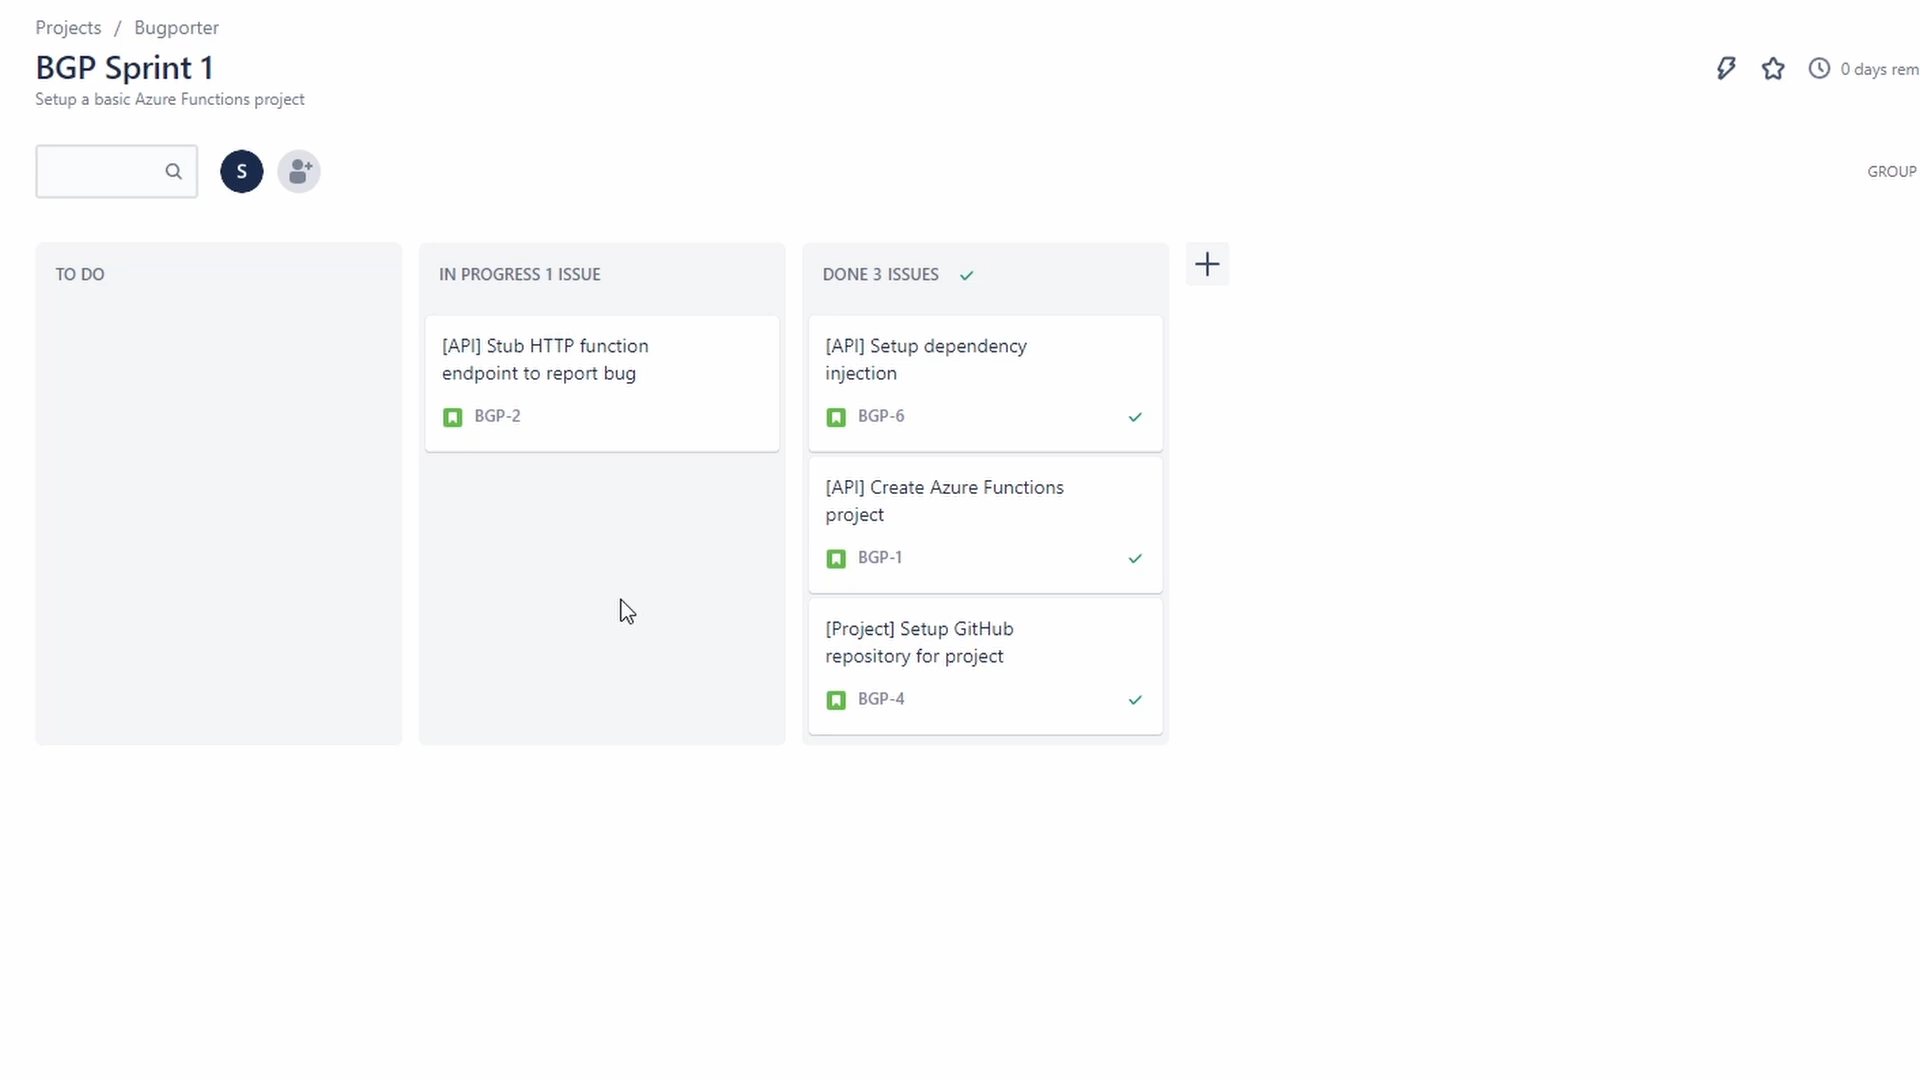 Projects / Bugporter
BGP Sprint 1
Setup a basic Azure Functions project
0 days rem
S
GROUP
TO DO
IN PROGRESS 1 ISSUE
[API] Stub HTTP function
endpoint to report bug
BGP-2
DONE 3 ISSUES
[API] Setup dependency
injection
BGP-6
[API] Create Azure Functions
project
BGP-1
[Project] Setup GitHub
repository for project
BGP-4